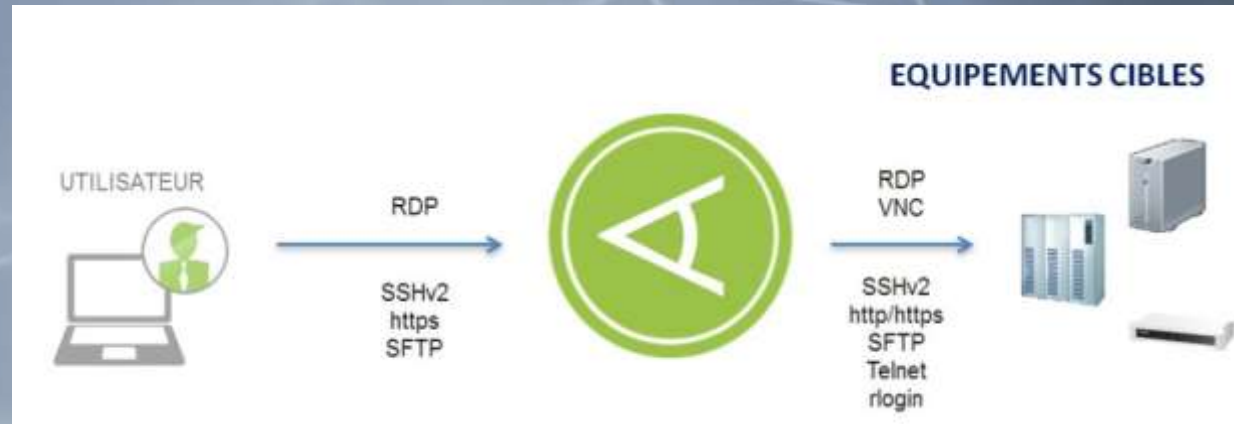 EQUIPEMENTS CIBLES
UTILISATEUR
RDP
SSHv2
https
SFTP
RDP
VNC
SSHv2
http/https
SFTP
Telnet
rlogin